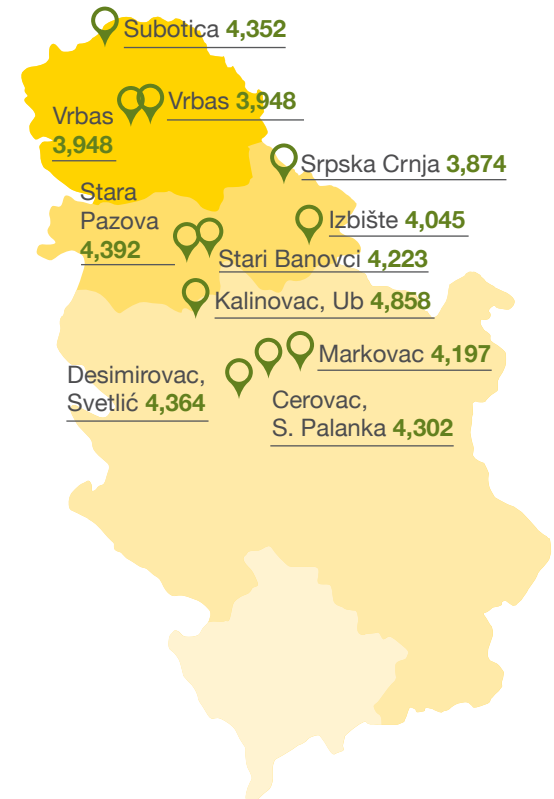 Subotica 4,352
Vrbas 3,948
Vrbas
3,948
Srpska Crnja 3,874
Stara
Pazova
4,392
Izbište 4,045
Stari Banovci 4,223
Kalinovac, Ub 4,858
Markovac 4,197
Desimirovac,
Svetlić 4,364
Cerovac,
S. Palanka 4,302